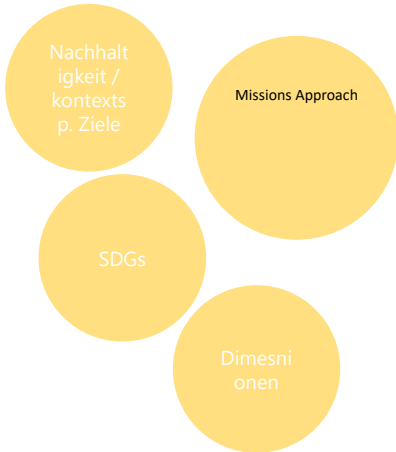 Nachhalt
igkeit /
kontexts
p. Ziele
Missions Approach
SDGs
Dimesni
onen